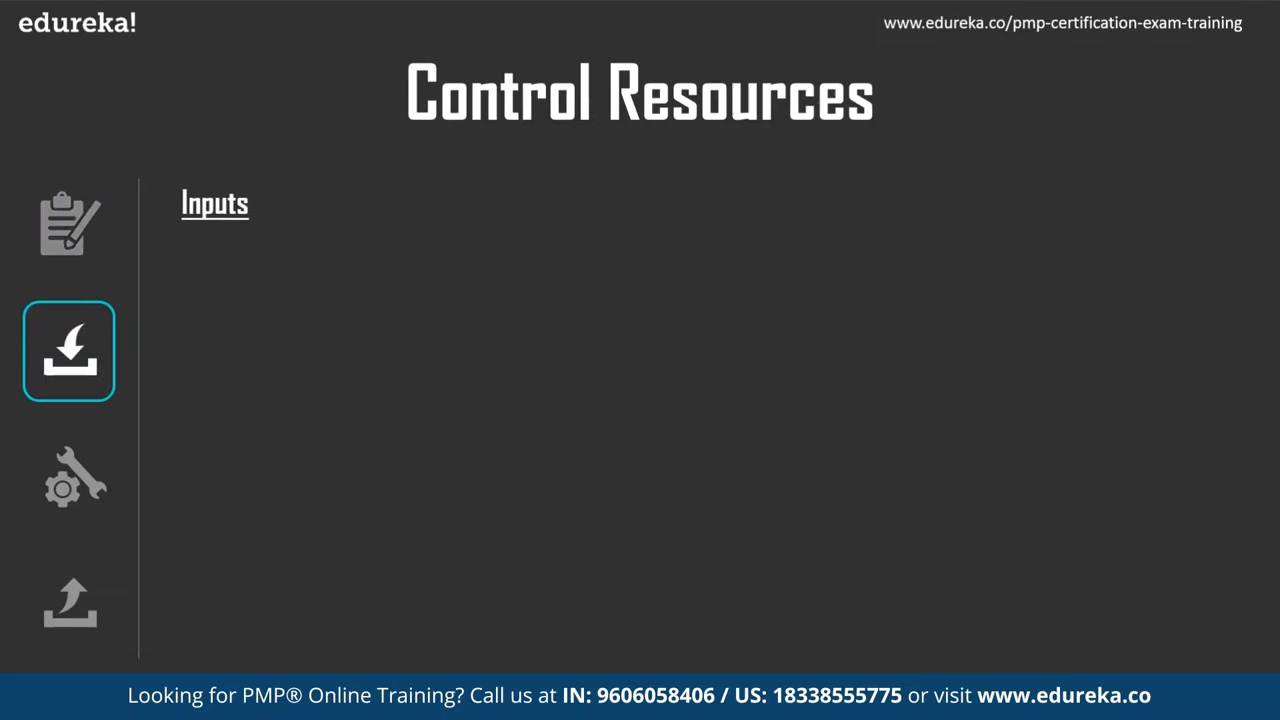 edureka!
www.edureka.co/pmp-certification-exam-training
Control Resources
Inputs
Looking for PMP® Online Training? Call us at IN: 9606058406 / US: 18338555775 or visit www.edureka.co